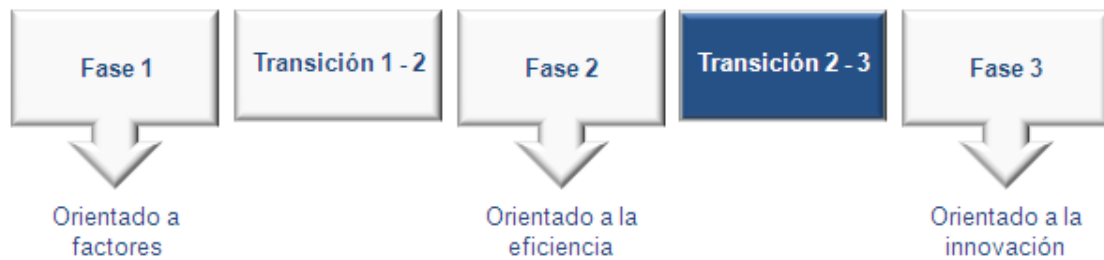 Fase 1
Transición 1 - 2
Fase 2
Transición 2 - 3
Fase 3
Orientado a
factores
Orientado a la
eficiencia
Orientado a la
innovación